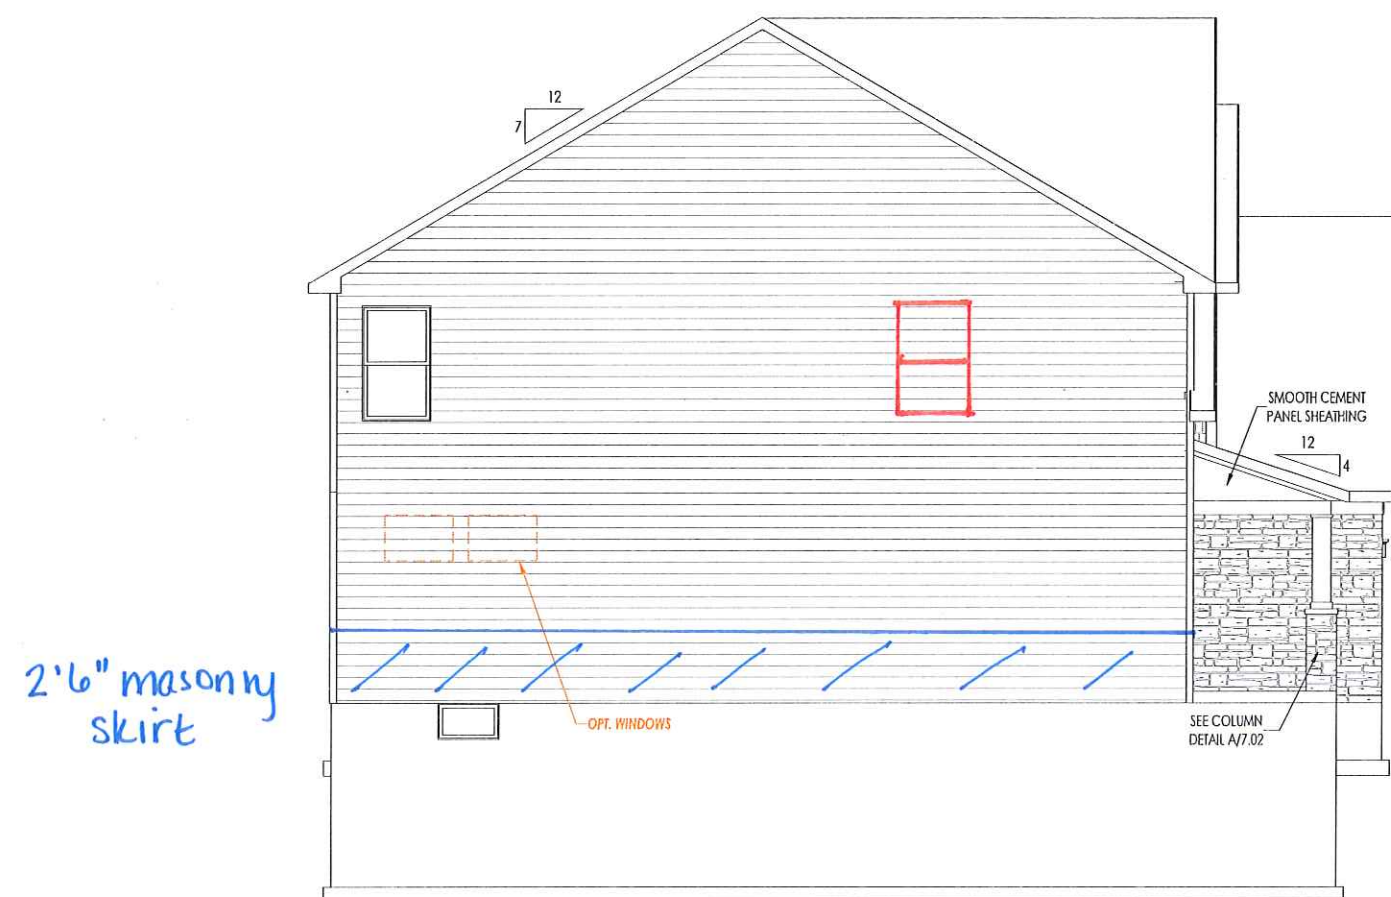 12
7
SMOOTH CEMENT
PANEL SHEATHING
12
4
2'6" masonry
skirt
OPT. WINDOWS
SEE COLUMN
DETAIL A/7.02